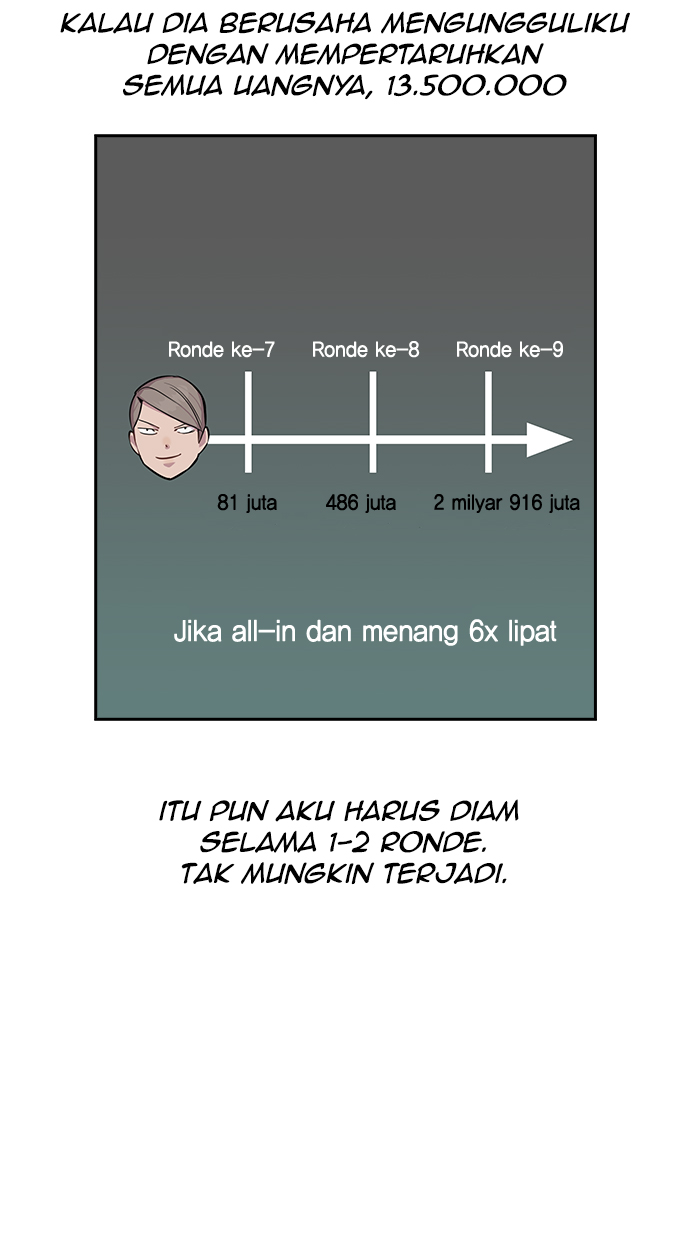 KALAU DIA BERUSAHA MENGUNGGULIKU
DENGAN MEMPERTARUHKAN
SEMUA UANGNYA, 13.500.000
Ronde ke-7 Ronde ke-8 Ronde ke-9
81 juta 486 juta 2 milyar 916 juta
Jika all-in dan menang 6x lipat
ITU PUN AKU HARUS DIAM
SELAMA 1-2 RONDE.
TAK MUNGKIN TERJADI.